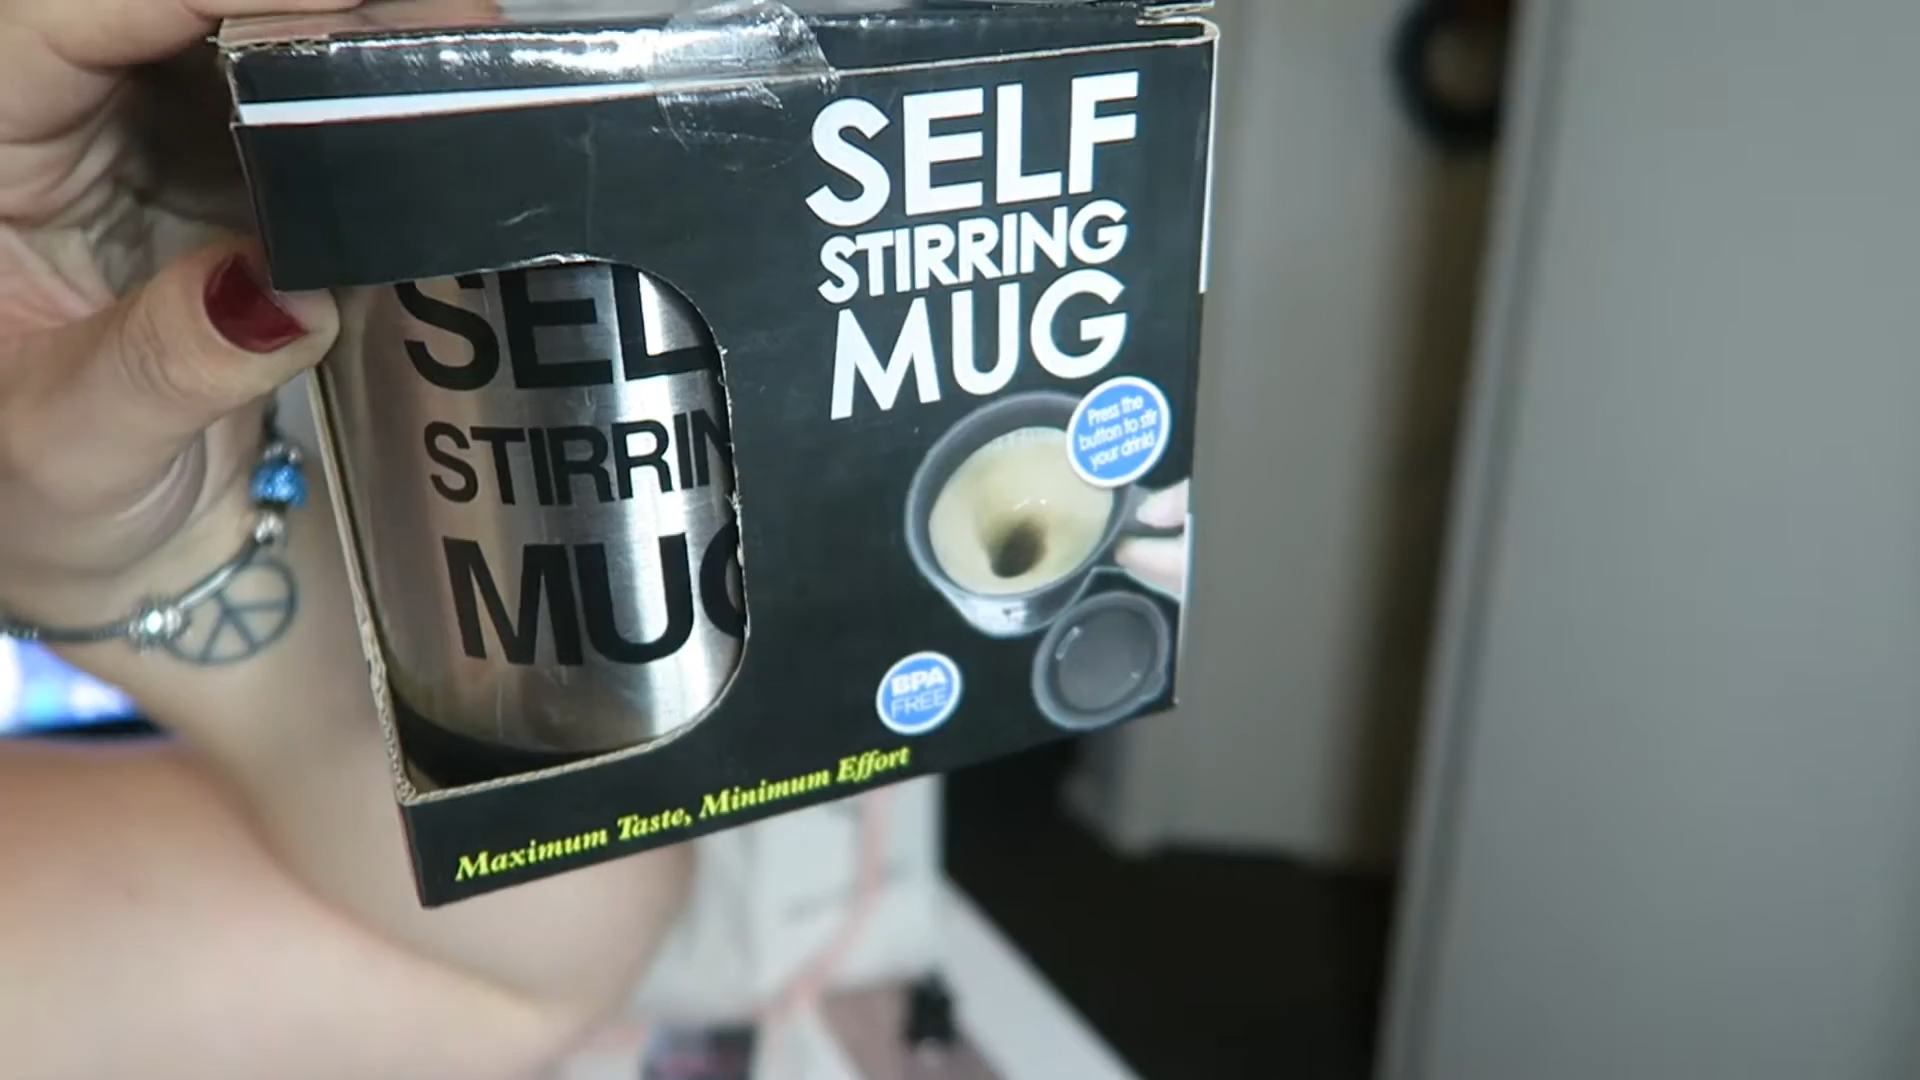 SELF
STIRRING
MUG
Press the
button to stir
your drink!
SEL
STIRRIN
MUG
BPA
FREE
Maximum Taste, Minimum Effort